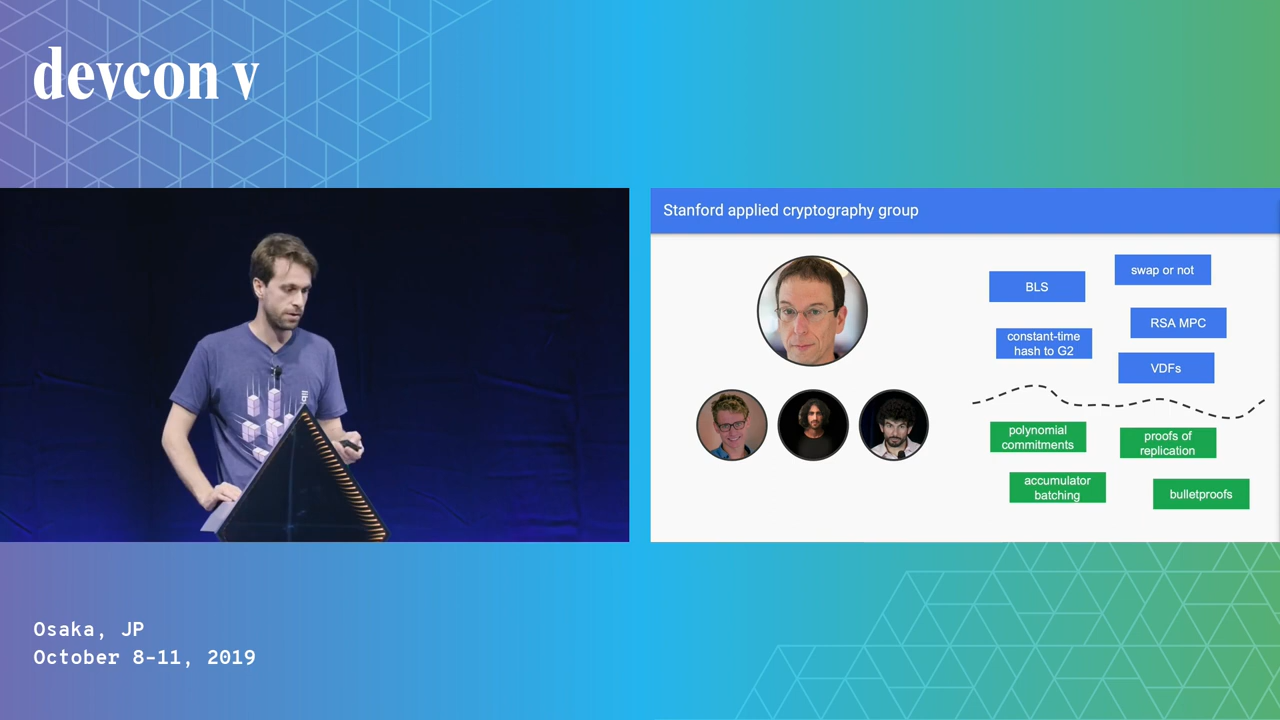 devcon v
Stanford applied cryptography group
BLS
swap or not
constant-time
hash to G2
RSA MPC
VDFs
polynomial
commitments
proofs of
replication
accumulator
batching
bulletproofs
Osaka, JP
October 8-11, 2019